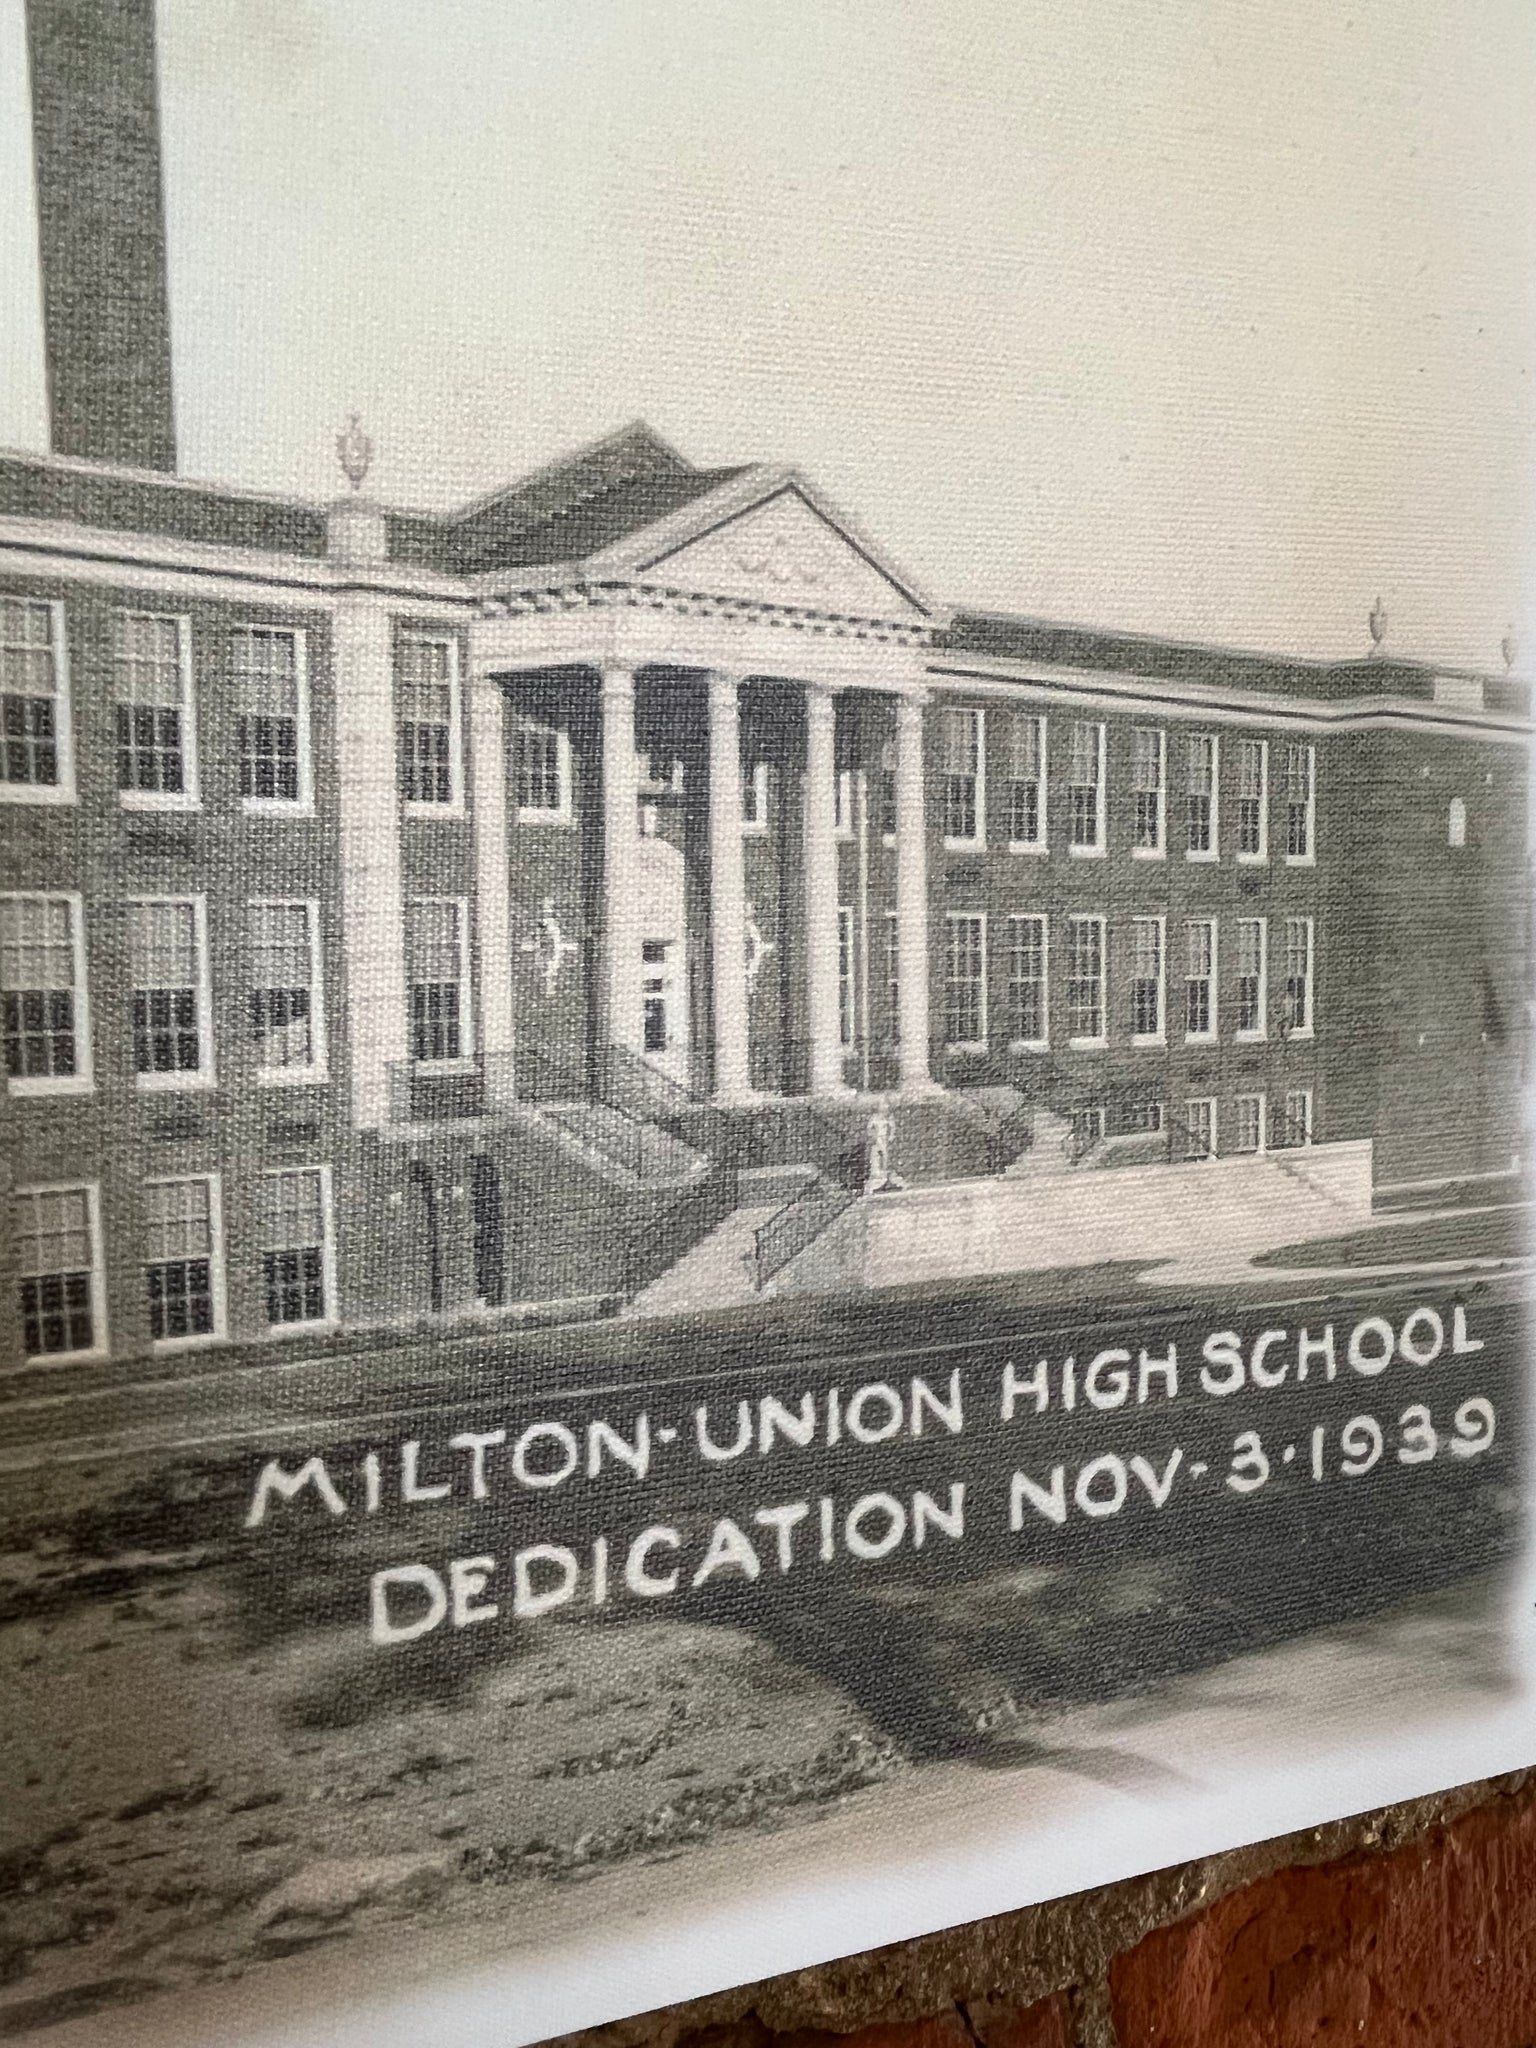 MILTON-UNION HIGH SCHOOL
DEDICATION NOV-3-1939